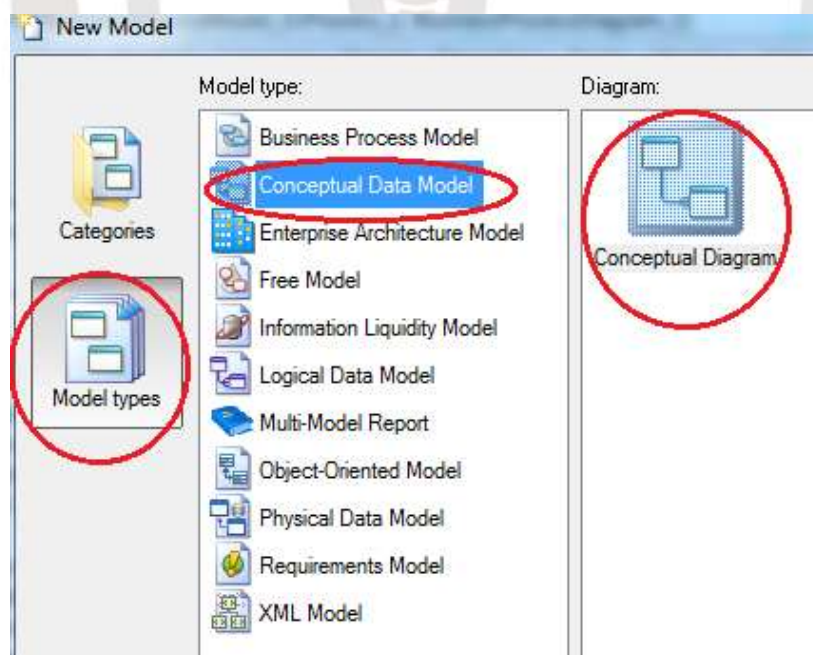 New Model
Model type:
Diagram:
Categories
Model types
Business Process Model
Conceptual Data Model
Enterprise Architecture Model
Free Model
Information Liquidity Model
Logical Data Model
Multi-Model Report
Object-Oriented Model
Physical Data Model
Requirements Model
XML Model
Conceptual Diagram